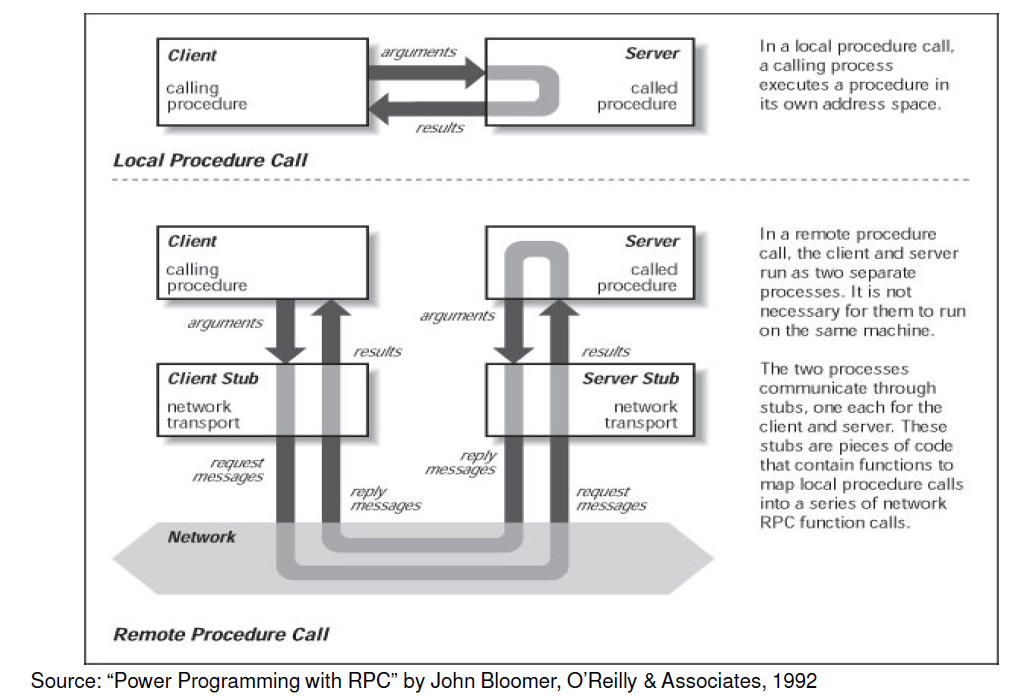 Client
calling
procedure
arguments
results
Server
called
procedure
In a local procedure call,
a calling process
executes a procedure in
its own address space.
Local Procedure Call
Client
calling
procedure
Server
called
procedure
arguments
results
arguments
results
Client Stub
network
transport
Server Stub
network
transport
request
messages
reply
messages
reply
messages
request
messages
Network
In a remote procedure
call, the client and server
run as two separate
processes. It is not
necessary for them to run
on the same machine.
The two processes
communicate through
stubs, one each for the
client and server. These
stubs are pieces of code
that contain functions to
map local procedure calls
into a series of network
RPC function calls.
Remote Procedure Call
Source: “Power Programming with RPC” by John Bloomer, O’Reilly & Associates, 1992